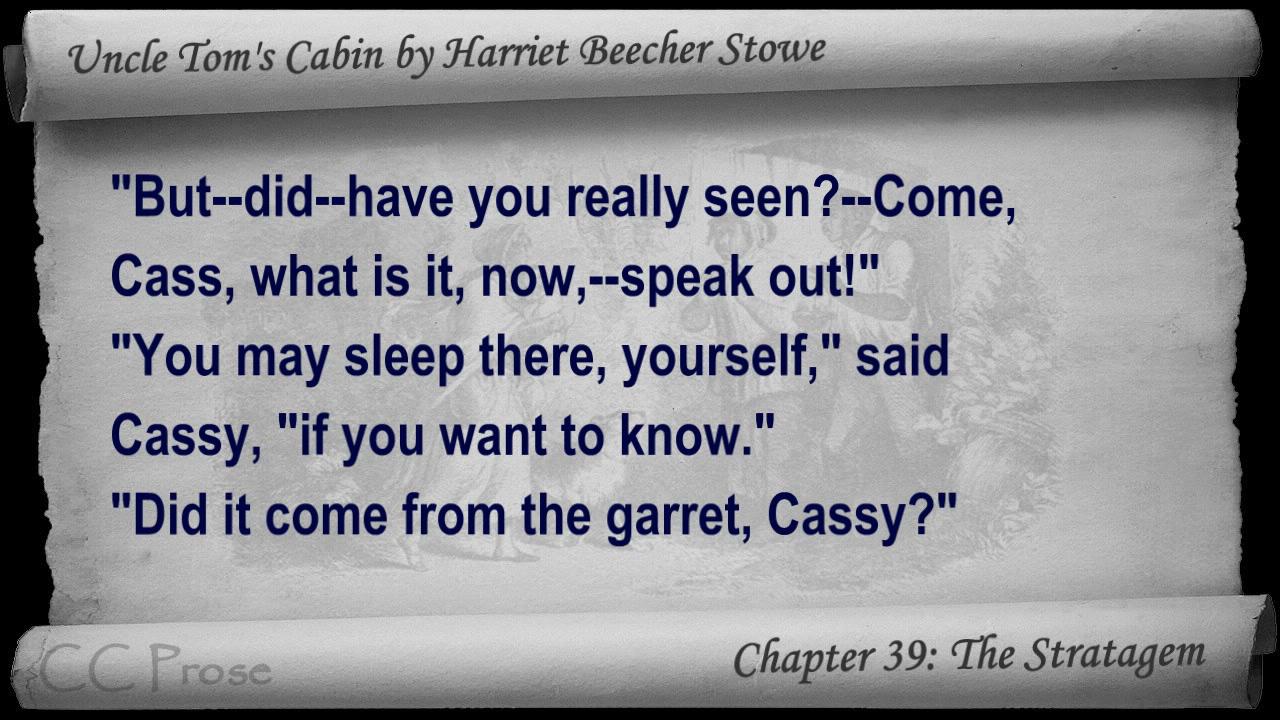 Uncle Tom's Cabin by Harriet Beecher Stowe
"But--did--have you really seen?--Come,
Cass, what is it, now,--speak out!"
"You may sleep there, yourself," said
Cassy, "if you want to know."
"Did it come from the garret, Cassy?"
CC Prose
Chapter 39: The Stratagem